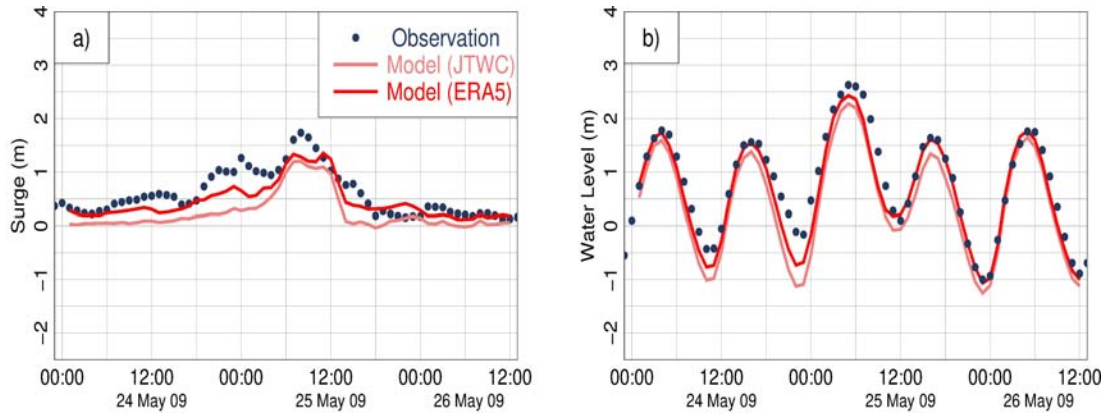 a)
Observation
Model (JTWC)
Model (ERA5)
Surge (m)
4
3
2
1
0
−1
−2
00:00 12:00 00:00 12:00 00:00 12:00
24 May 09 25 May 09 26 May 09
b)
Water Level (m)
4
3
2
1
0
−1
−2
00:00 12:00 00:00 12:00 00:00 12:00
24 May 09 25 May 09 26 May 09